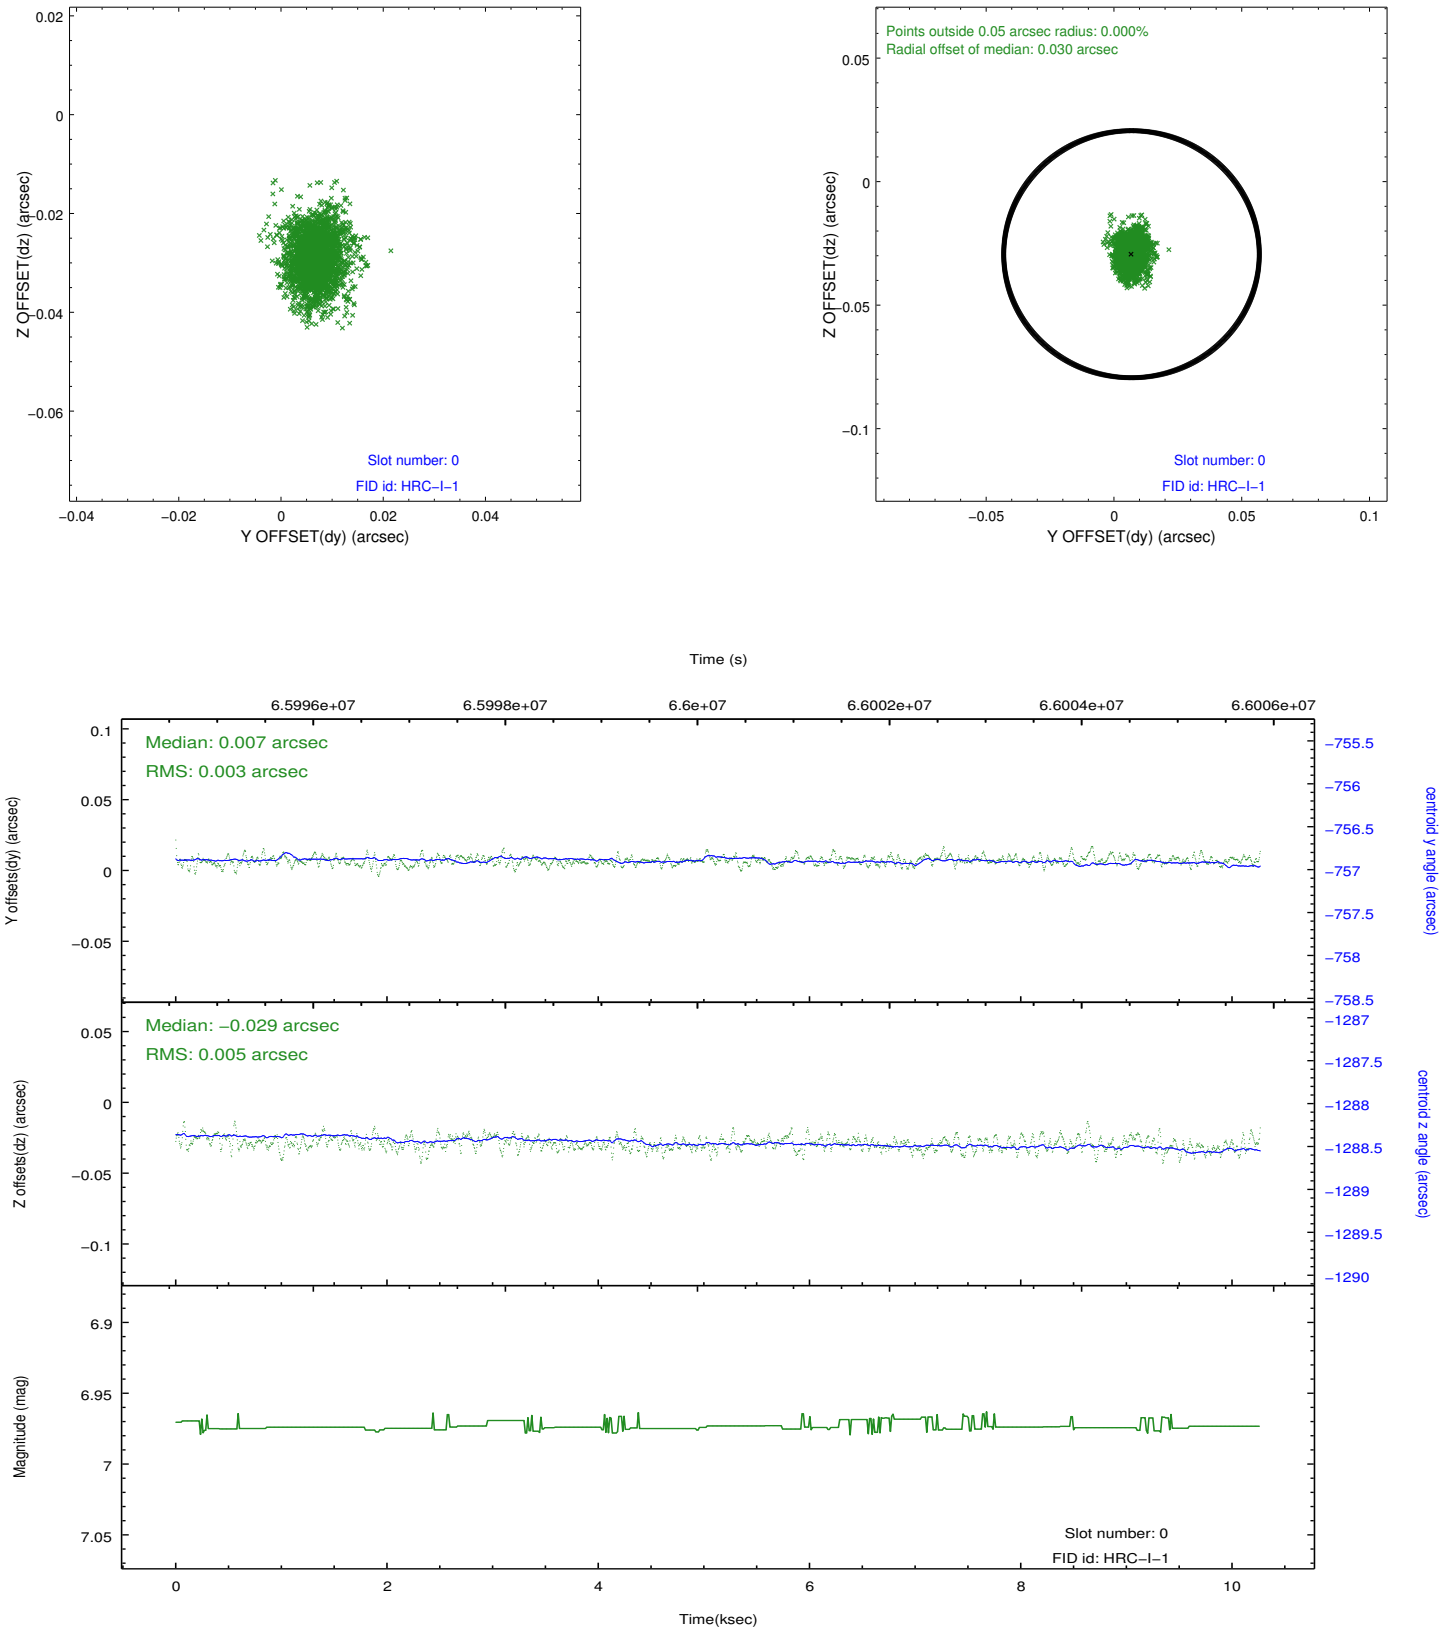 0.02
0
−0.02
−0.04
−0.06
Z OFFSET(dz) (arcsec)
Slot number: 0
FID id: HRC−I−1
−0.04
−0.02
0
0.02
0.04
Y OFFSET(dy) (arcsec)
Points outside 0.05 arcsec radius: 0.000%
Radial offset of median: 0.030 arcsec
0.05
0
−0.05
−0.1
Z OFFSET(dz) (arcsec)
Slot number: 0
FID id: HRC−I−1
−0.05
0
0.05
0.1
Y OFFSET(dy) (arcsec)
Time (s)
6.5996e+07
6.5998e+07
6.6e+07
6.6002e+07
6.6004e+07
6.6006e+07
Median: 0.007 arcsec
RMS: 0.003 arcsec
0.1
0.05
0
−0.05
Y offsets(dy) (arcsec)
−755.5
−756
−756.5
−757
−757.5
−758
−758.5
centroid y angle (arcsec)
Median: −0.029 arcsec
RMS: 0.005 arcsec
0.05
0
−0.05
−0.1
Z offsets(dz) (arcsec)
−1287
−1287.5
−1288
−1288.5
−1289
−1289.5
−1290
centroid z angle (arcsec)
6.9
6.95
7
7.05
Magnitude (mag)
Slot number: 0
FID id: HRC−I−1
0
2
4
6
8
10
Time(ksec)